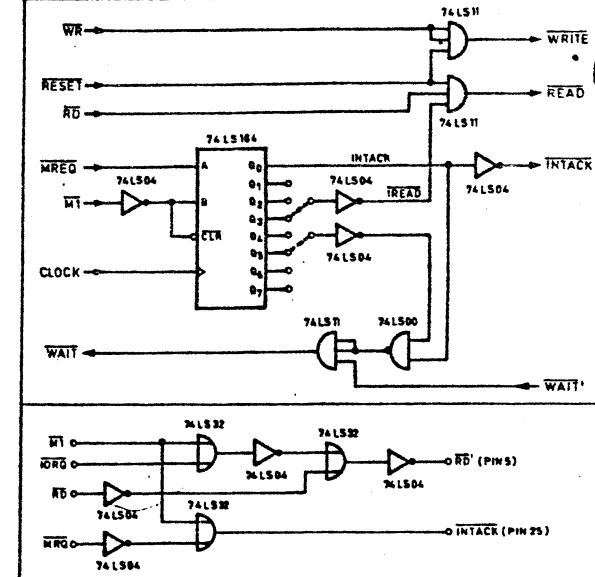 74LS11
WR
WRITE
RESET
READ
RD
74LS11
74LS164
MREQ
A
Q0
INTACK
INTACK
74LS04
M1
B
Q1
Q2
74LS04
IREAD
74LS04
CLR
Q3
Q4
Q5
74LS04
CLOCK
Q6
Q7
74LS11
74LS00
WAIT
WAIT'
74LS32
M1
74LS32
IORQ
74LS04
RD' (PIN5)
74LS04
RD
74LS04
74LS32
INTACK (PIN 25)
MRQ
74LS04